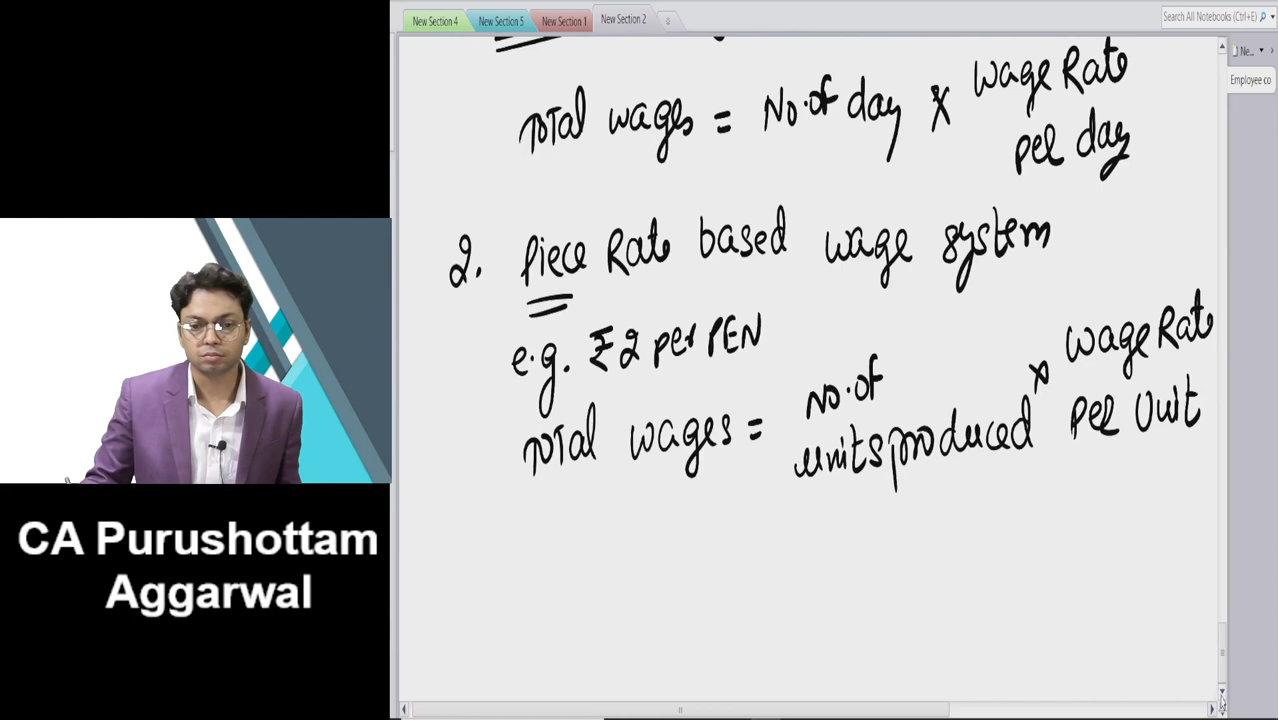 New Section 4
New Section 5
New Section 1
New Section 2
Search All Notebooks (Ctrl+E)
Ne...
Employee co
Total wages = No. of day × wage Rate
per day
2. Piece Rate based wage system
e.g. ₹2 per PEN
Total wages = No. of units produced × wage Rate
Per Unit
CA Purushottam
Aggarwal